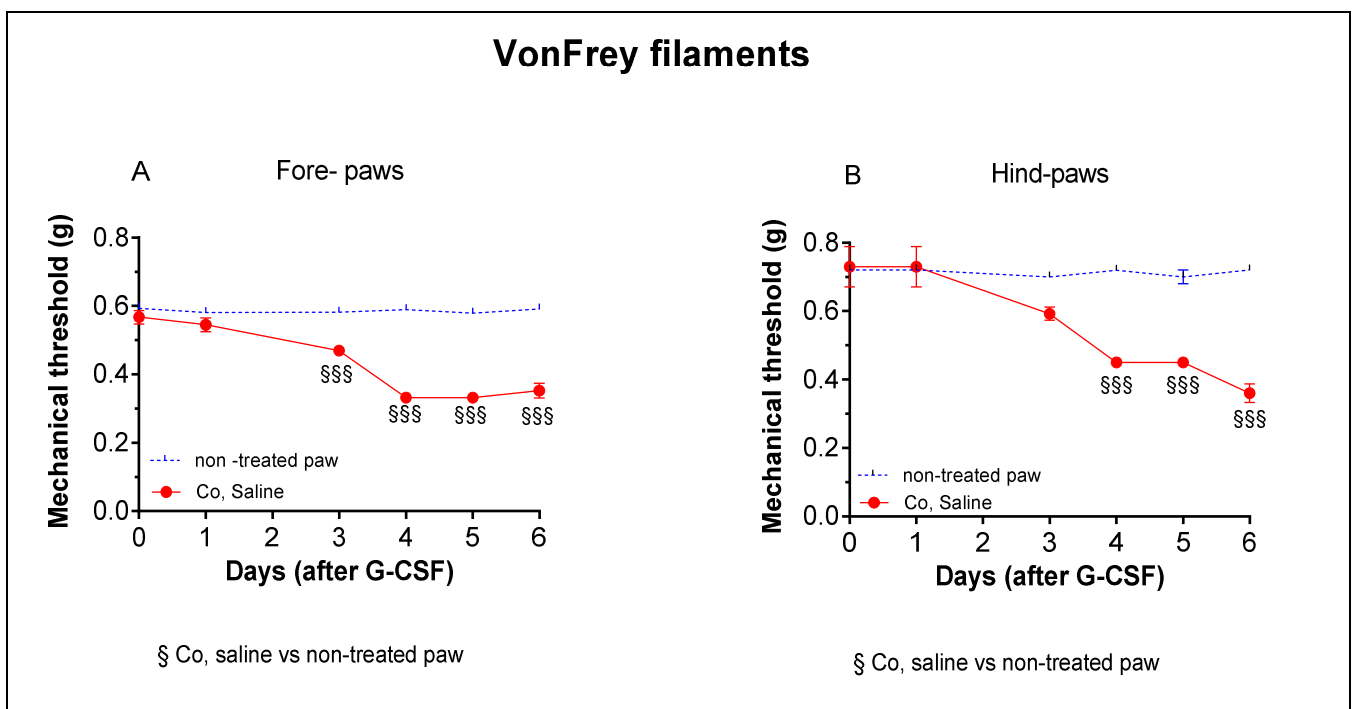 VonFrey filaments
A Fore- paws
Mechanical threshold (g)
0.8
0.6
0.4
0.2
0.0
§§§
§§§
§§§
§§§
non -treated paw
Co, Saline
0 1 2 3 4 5 6
Days (after G-CSF)
§ Co, saline vs non-treated paw
B Hind-paws
Mechanical threshold (g)
0.8
0.6
0.4
0.2
0.0
§§§
§§§
§§§
non-treated paw
Co, Saline
0 1 2 3 4 5 6
Days (after G-CSF)
§ Co, saline vs non-treated paw